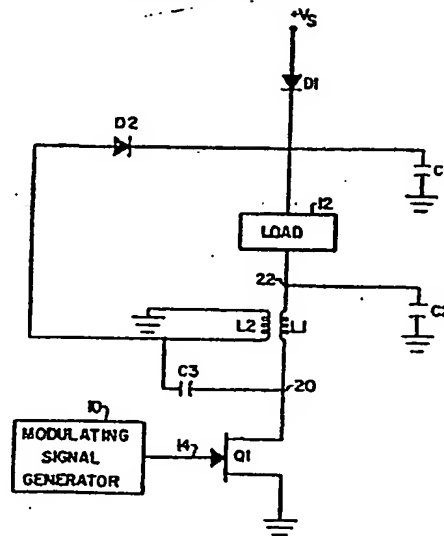 +VS
D1
D2
C
12
LOAD
22
C2
L2
L1
C3
20
10
MODULATING
SIGNAL
GENERATOR
14
Q1